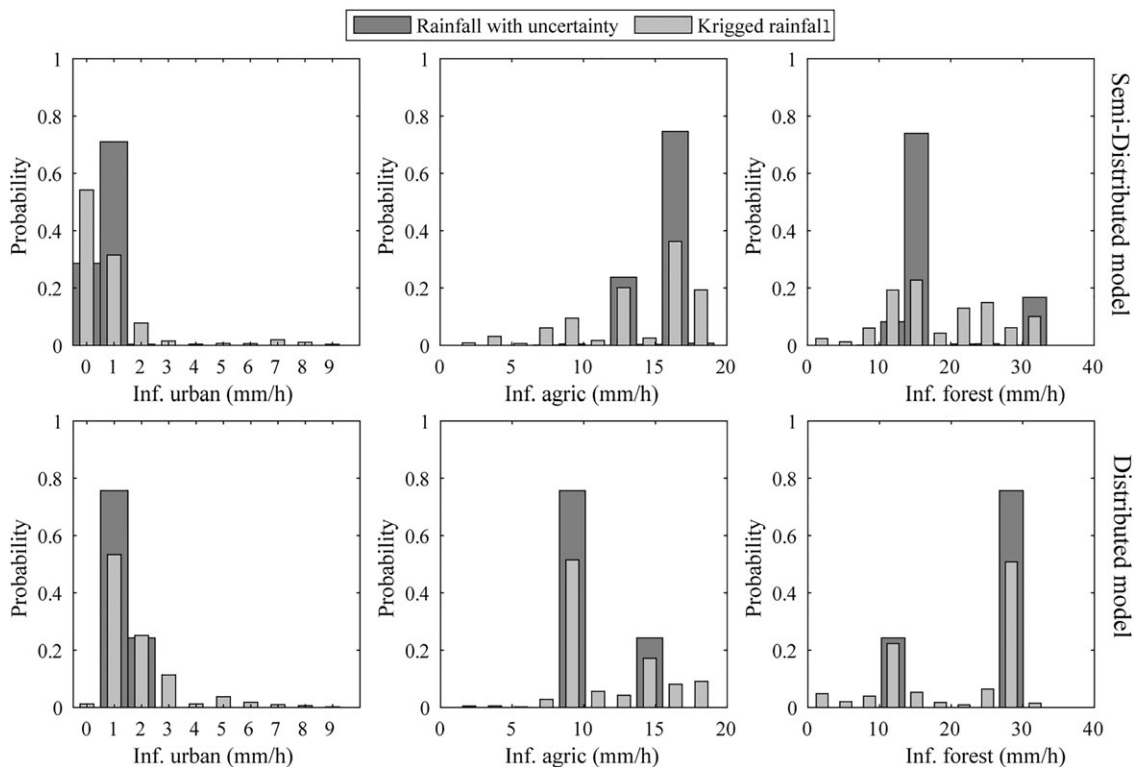 Rainfall with uncertainty Krigged rainfal1
1
0.8
0.6
0.4
0.2
0
Probability
0 1 2 3 4 5 6 7 8 9
Inf. urban (mm/h)
1
0.8
0.6
0.4
0.2
0
Probability
0 5 10 15 20
Inf. agric (mm/h)
1
0.8
0.6
0.4
0.2
0
Probability
0 10 20 30 40
Inf. forest (mm/h)
Semi-Distributed model
1
0.8
0.6
0.4
0.2
0
Probability
0 1 2 3 4 5 6 7 8 9
Inf. urban (mm/h)
1
0.8
0.6
0.4
0.2
0
Probability
0 5 10 15 20
Inf. agric (mm/h)
1
0.8
0.6
0.4
0.2
0
Probability
0 10 20 30 40
Inf. forest (mm/h)
Distributed model